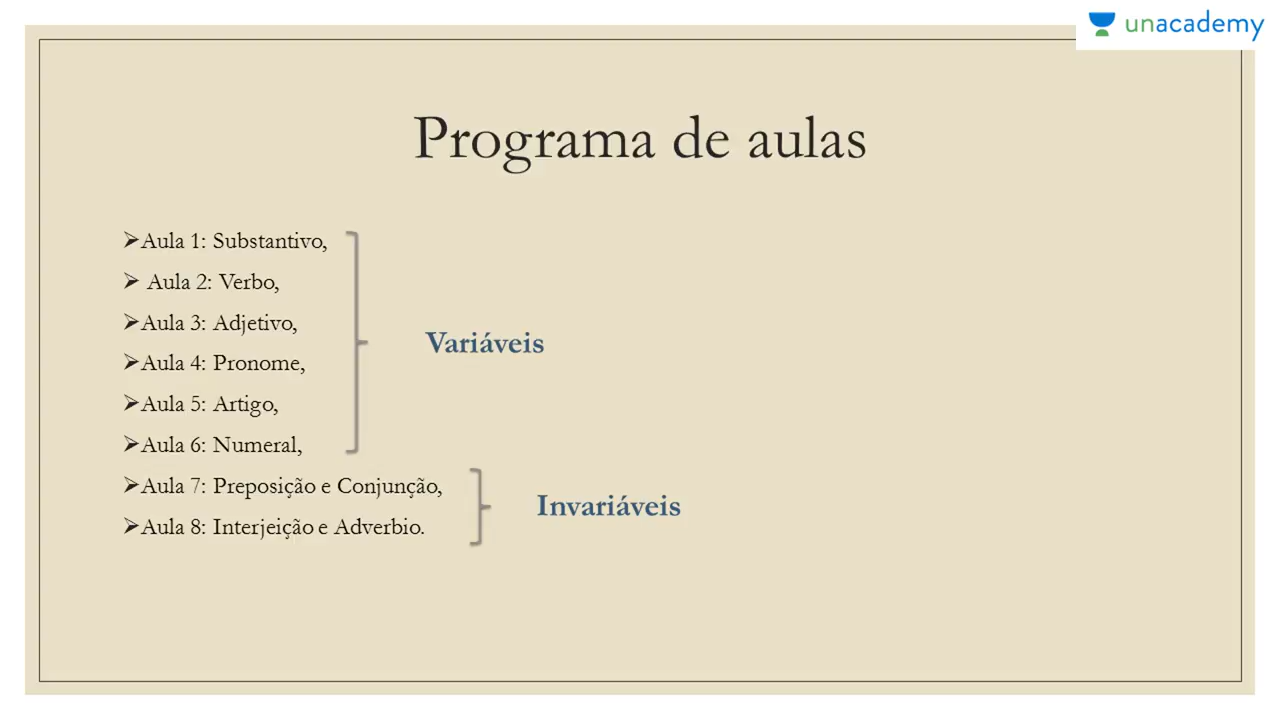 unacademy
Programa de aulas
➢Aula 1: Substantivo,
➢ Aula 2: Verbo,
➢Aula 3: Adjetivo,
➢Aula 4: Pronome,
➢Aula 5: Artigo,
➢Aula 6: Numeral,
Variáveis
➢Aula 7: Preposição e Conjunção,
➢Aula 8: Interjeição e Adverbio.
Invariáveis